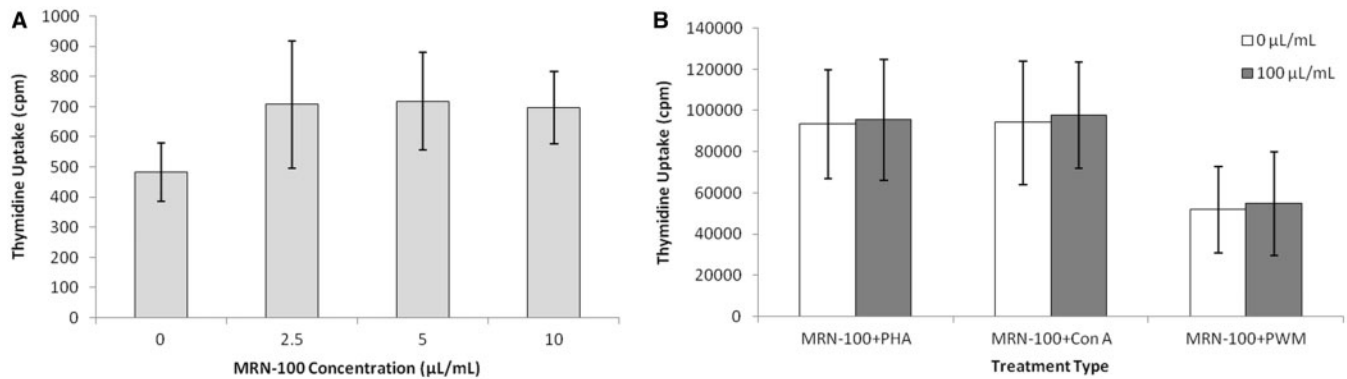 A
Thymidine Uptake (cpm)
1000
900
800
700
600
500
400
300
200
100
0
0 2.5 5 10
MRN-100 Concentration (µL/mL)
B
Thymidine Uptake (cpm)
140000
120000
100000
80000
60000
40000
20000
0
0 µL/mL
100 µL/mL
MRN-100+PHA MRN-100+Con A MRN-100+PWM
Treatment Type